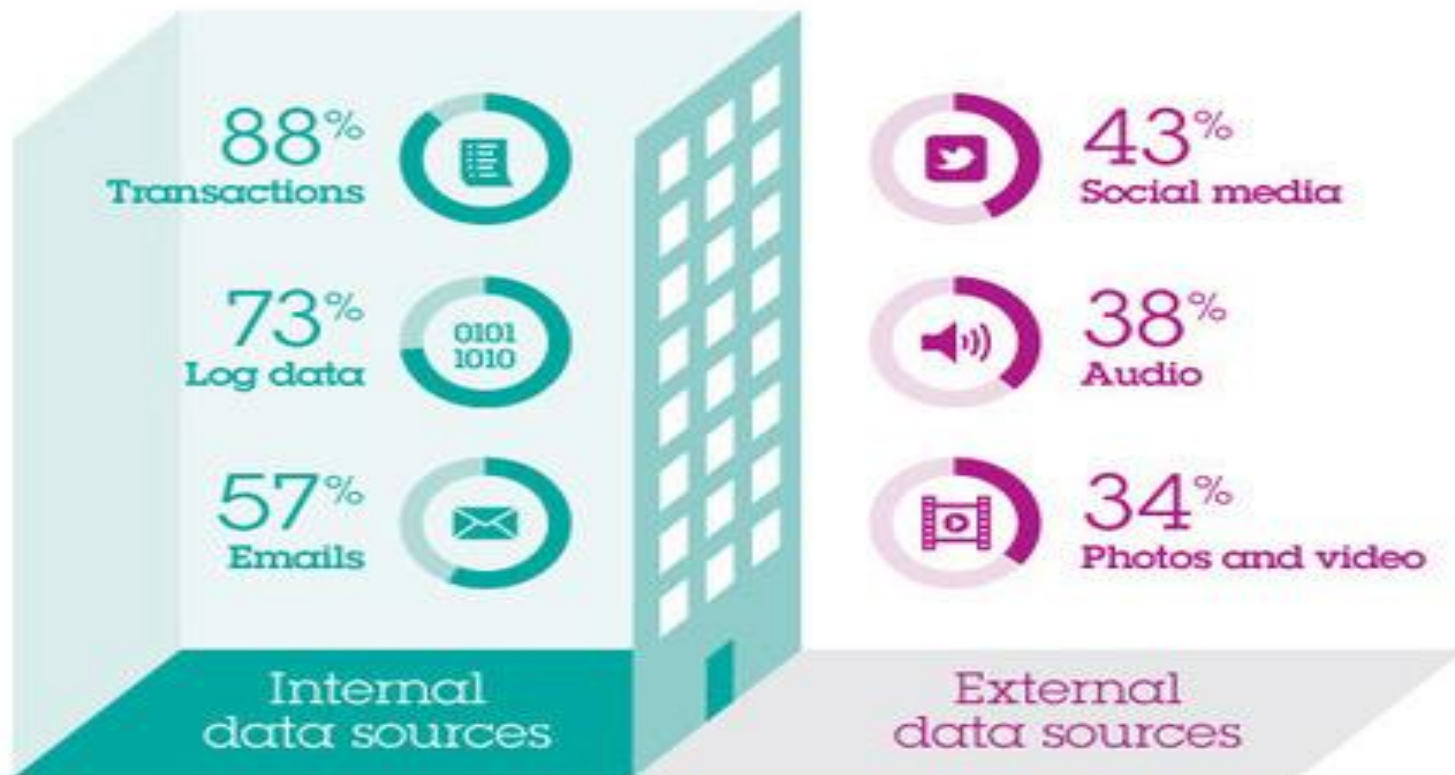 88%
Transactions
73%
Log data
0101
1010
57%
Emails
Internal
data sources
43%
Social media
38%
Audio
34%
Photos and video
External
data sources